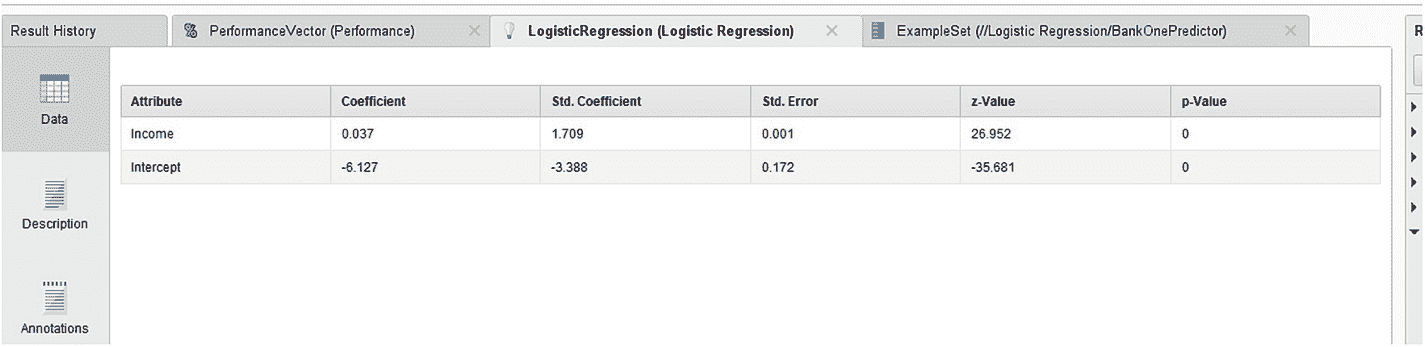 Result History PerformanceVector (Performance) LogisticRegression (Logistic Regression) ExampleSet (//Logistic Regression/BankOnePredictor) R
Data
Description
Annotations
Attribute Coefficient Std. Coefficient Std. Error z-Value p-Value
Income 0.037 1.709 0.001 26.952 0
Intercept -6.127 -3.388 0.172 -35.681 0